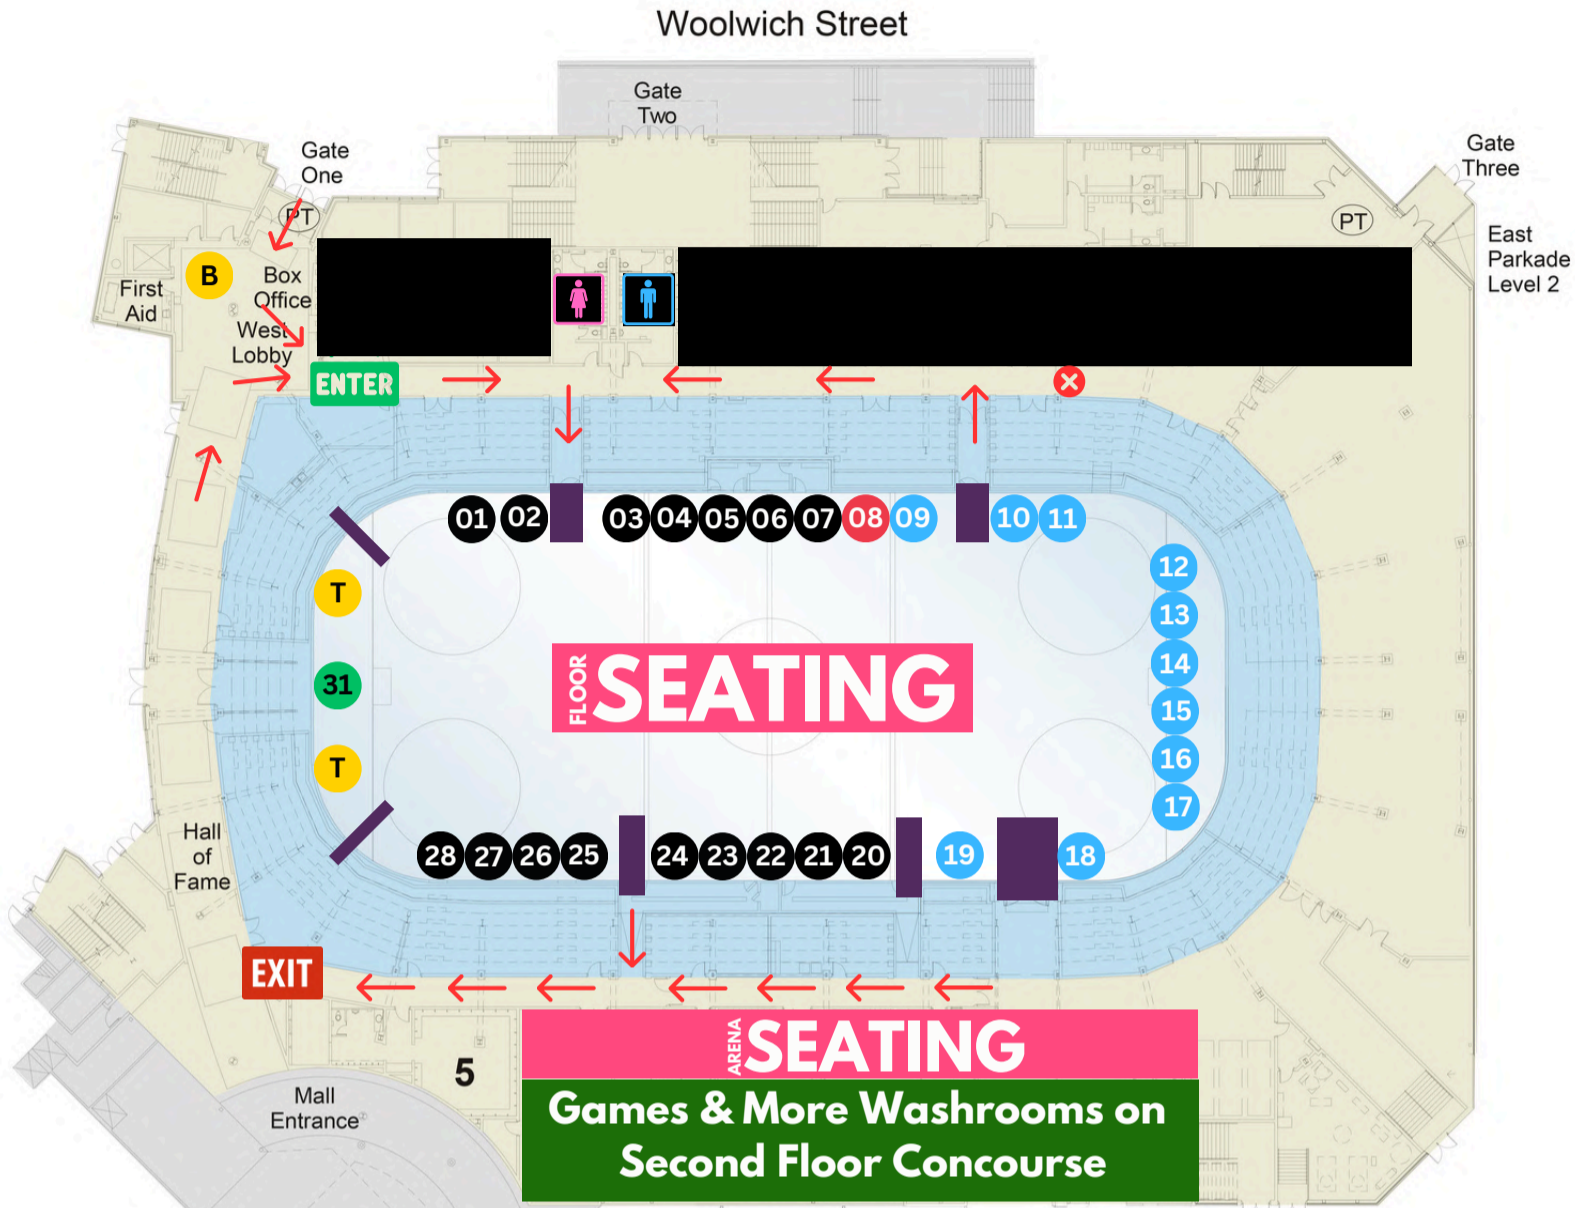 Woolwich Street
Gate
Two
Gate
One
Gate
Three
PT
PT
East
Parkade
Level 2
B
Box
Office
First
Aid
West
Lobby
ENTER
01
02
03
04
05
06
07
08
09
10
11
12
13
14
15
16
17
T
31
T
FLOOR SEATING
28
27
26
25
24
23
22
21
20
19
18
Hall
of
Fame
EXIT
5
ARENA SEATING
Games & More Washrooms on
Second Floor Concourse
Mall
Entrance